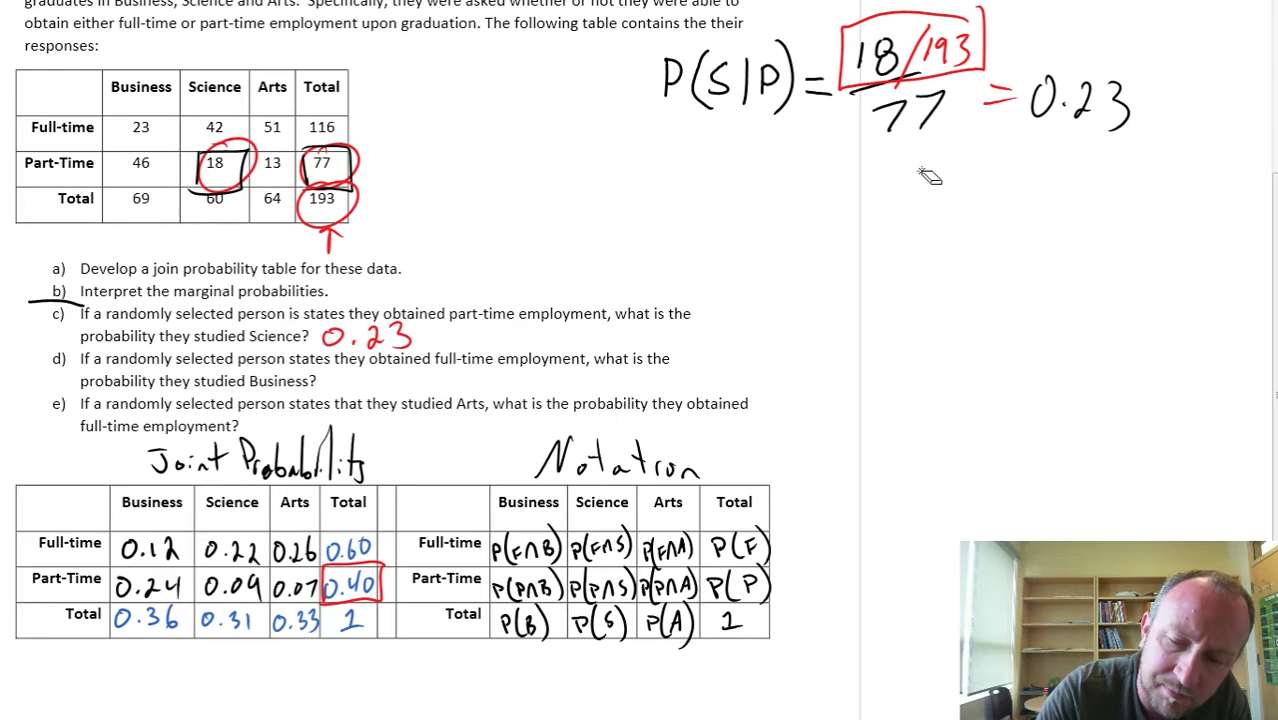 graduates in Business, Science and Arts. Specifically, they were asked whether or not they were able to
obtain either full-time or part-time employment upon graduation. The following table contains the their
responses:
Business Science Arts Total
Full-time 23 42 51 116
Part-Time 46 18 13 77
Total 69 60 64 193
P(S|P) = 18/193 / 77 = 0.23
a) Develop a join probability table for these data.
b) Interpret the marginal probabilities.
c) If a randomly selected person is states they obtained part-time employment, what is the
probability they studied Science? 0.23
d) If a randomly selected person states they obtained full-time employment, what is the
probability they studied Business?
e) If a randomly selected person states that they studied Arts, what is the probability they obtained
full-time employment?
Joint Probability
Business Science Arts Total
Full-time 0.12 0.22 0.26 0.60
Part-Time 0.24 0.09 0.07 0.40
Total 0.36 0.31 0.33 1
Notation
Business Science Arts Total
Full-time P(F∩B) P(F∩S) P(F∩A) P(F)
Part-Time P(P∩B) P(P∩S) P(P∩A) P(P)
Total P(B) P(S) P(A) 1